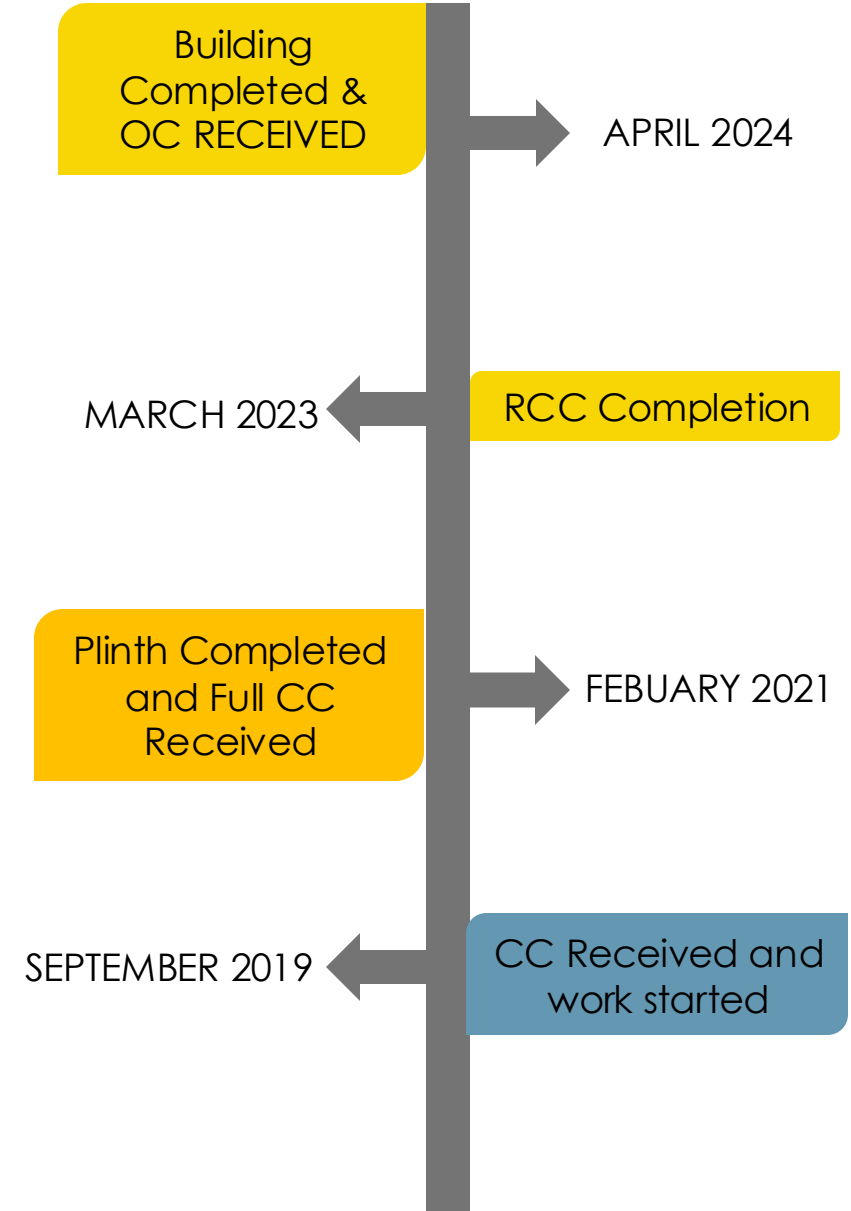 Building
Completed &
OC RECEIVED
APRIL 2024
MARCH 2023
RCC Completion
Plinth Completed
and Full CC
Received
FEBUARY 2021
SEPTEMBER 2019
CC Received and
work started